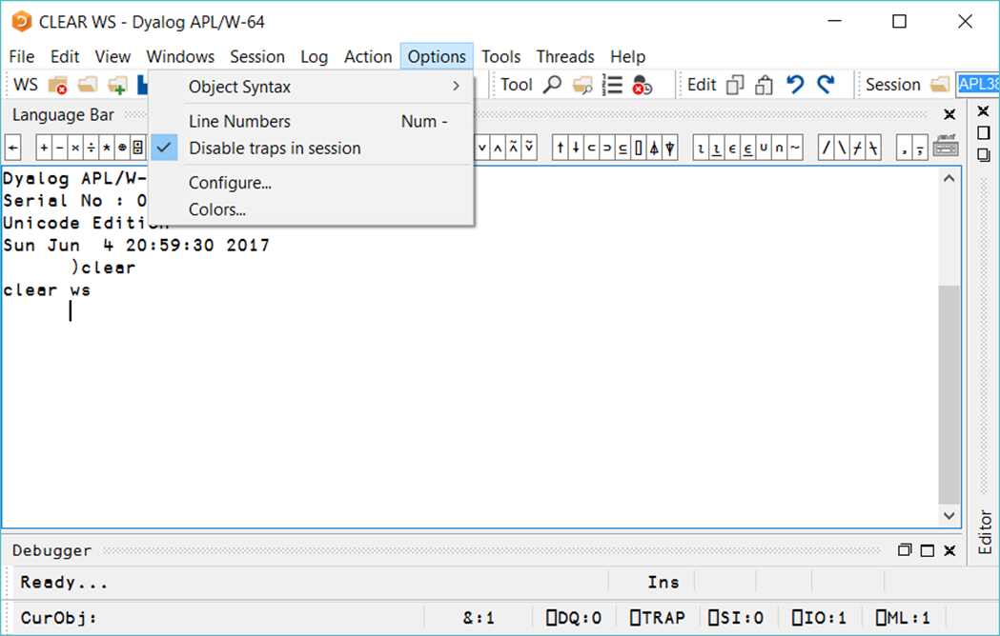 CLEAR WS - Dyalog APL/W-64
File Edit View Windows Session Log Action Options Tools Threads Help
WS Tool Edit Session APL38
Object Syntax
Line Numbers Num -
Disable traps in session
Configure...
Colors...
Language Bar
← + - × ÷ * ⍟ ⌹ ∨ ∧ ⍲ ⍱ ↑ ↓ ⊂ ⊃ ⊆ ⌷ ⍋ ⍒ ⍳ ⍸ ∊ ⍷ ∪ ∩ ~ / \ ⌿ ⍀ , ⍪
Dyalog APL/W-
Serial No : 0
Unicode Edition
Sun Jun  4 20:59:30 2017
)clear
clear ws
Editor
Debugger
Ready... Ins
CurObj: &:1 ⎕DQ:0 ⎕TRAP ⎕SI:0 ⎕IO:1 ⎕ML:1